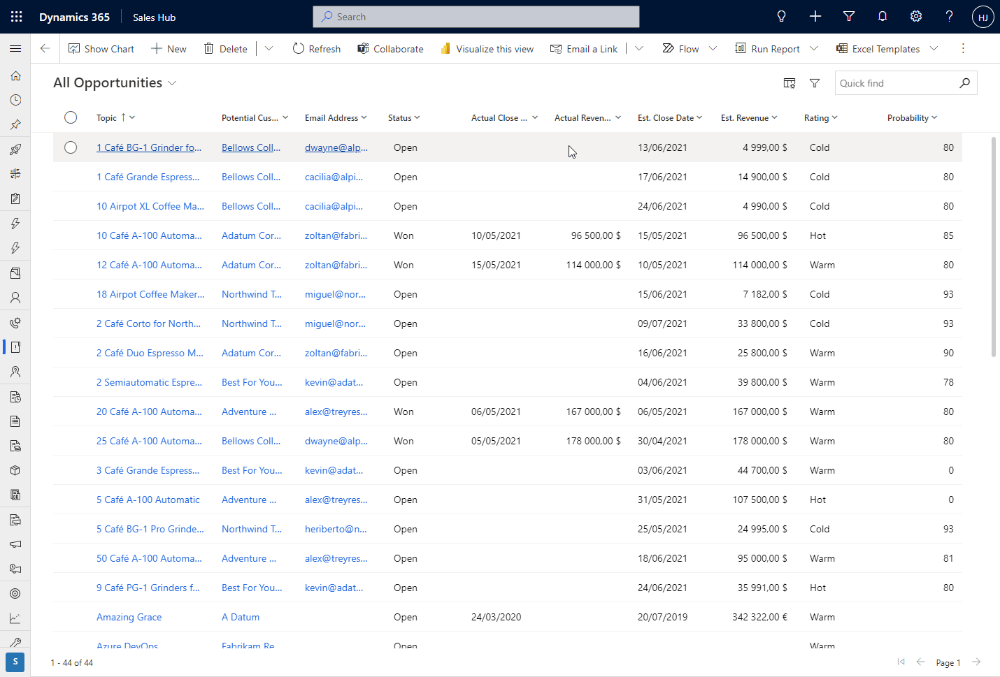 Dynamics 365 Sales Hub Search HJ
Show Chart New Delete Refresh Collaborate Visualize this view Email a Link Flow Run Report Excel Templates
All Opportunities Quick find
Topic Potential Cus... Email Address Status Actual Close ... Actual Reven... Est. Close Date Est. Revenue Rating Probability
1 Café BG-1 Grinder fo... Bellows Coll... dwayne@alp... Open 13/06/2021 4 999,00 $ Cold 80
1 Café Grande Espress... Bellows Coll... cacilia@alpi... Open 17/06/2021 14 900,00 $ Cold 80
10 Airpot XL Coffee Ma... Bellows Coll... cacilia@alpi... Open 24/06/2021 4 990,00 $ Cold 80
10 Café A-100 Automa... Adatum Cor... zoltan@fabri... Won 10/05/2021 96 500,00 $ 15/05/2021 96 500,00 $ Hot 85
12 Café A-100 Automa... Adatum Cor... zoltan@fabri... Won 15/05/2021 114 000,00 $ 10/05/2021 114 000,00 $ Warm 80
18 Airpot Coffee Maker... Northwind T... miguel@nor... Open 15/06/2021 7 182,00 $ Cold 93
2 Café Corto for North... Northwind T... miguel@nor... Open 09/07/2021 33 800,00 $ Cold 93
2 Café Duo Espresso M... Adatum Cor... zoltan@fabri... Open 16/06/2021 25 800,00 $ Warm 90
2 Semiautomatic Espre... Best For You... kevin@adat... Open 04/06/2021 39 800,00 $ Warm 78
20 Café A-100 Automa... Adventure ... alex@treyres... Won 06/05/2021 167 000,00 $ 06/05/2021 167 000,00 $ Warm 80
25 Café A-100 Automa... Bellows Coll... dwayne@alp... Won 05/05/2021 178 000,00 $ 30/04/2021 178 000,00 $ Warm 80
3 Café Grande Espress... Best For You... kevin@adat... Open 03/06/2021 44 700,00 $ Warm 0
5 Café A-100 Automatic Adventure ... alex@treyres... Open 31/05/2021 107 500,00 $ Hot 0
5 Café BG-1 Pro Grinde... Northwind T... heriberto@n... Open 25/05/2021 24 995,00 $ Cold 93
50 Café A-100 Automa... Adventure ... alex@treyres... Open 18/06/2021 95 000,00 $ Warm 81
9 Café PG-1 Grinders f... Best For You... kevin@adat... Open 24/06/2021 35 991,00 $ Hot 80
Amazing Grace A Datum Open 24/03/2020 20/07/2019 342 322,00 € Warm
Azure DevOps Fabrikam Re Open Warm
S 1 - 44 of 44 Page 1